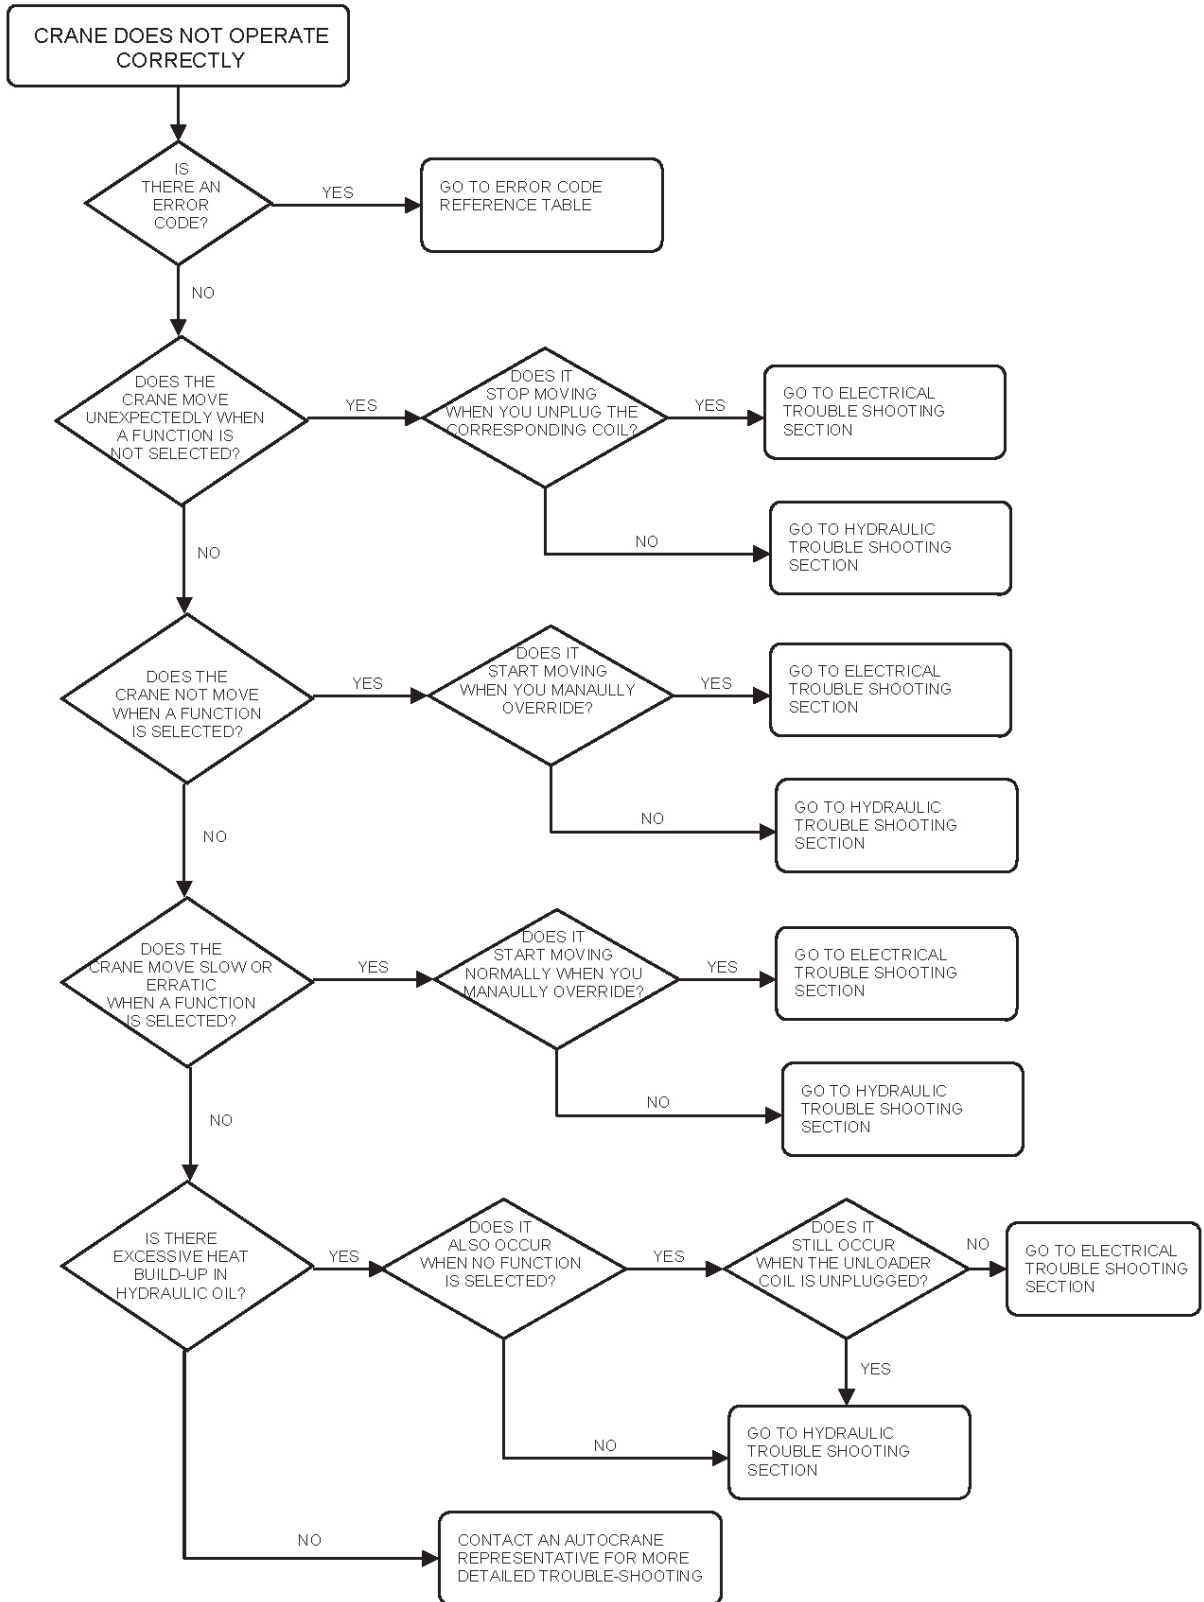 CRANE DOES NOT OPERATE
CORRECTLY
IS
THERE AN
ERROR
CODE?
YES
GO TO ERROR CODE
REFERENCE TABLE
NO
DOES THE
CRANE MOVE
UNEXPECTEDLY WHEN
A FUNCTION IS
NOT SELECTED?
YES
DOES IT
STOP MOVING
WHEN YOU UNPLUG THE
CORRESPONDING COIL?
YES
GO TO ELECTRICAL
TROUBLE SHOOTING
SECTION
NO
GO TO HYDRAULIC
TROUBLE SHOOTING
SECTION
NO
DOES THE
CRANE NOT MOVE
WHEN A FUNCTION
IS SELECTED?
YES
DOES IT
START MOVING
WHEN YOU MANAULLY
OVERRIDE?
YES
GO TO ELECTRICAL
TROUBLE SHOOTING
SECTION
NO
GO TO HYDRAULIC
TROUBLE SHOOTING
SECTION
NO
DOES THE
CRANE MOVE SLOW OR
ERRATIC
WHEN A FUNCTION
IS SELECTED?
YES
DOES IT
START MOVING
NORMALLY WHEN YOU
MANAULLY OVERRIDE?
YES
GO TO ELECTRICAL
TROUBLE SHOOTING
SECTION
NO
GO TO HYDRAULIC
TROUBLE SHOOTING
SECTION
NO
IS THERE
EXCESSIVE HEAT
BUILD-UP IN
HYDRAULIC OIL?
YES
DOES IT
ALSO OCCUR
WHEN NO FUNCTION
IS SELECTED?
YES
DOES IT
STILL OCCUR
WHEN THE UNLOADER
COIL IS UNPLUGGED?
NO
GO TO ELECTRICAL
TROUBLE SHOOTING
SECTION
YES
NO
GO TO HYDRAULIC
TROUBLE SHOOTING
SECTION
NO
CONTACT AN AUTOCRANE
REPRESENTATIVE FOR MORE
DETAILED TROUBLE-SHOOTING